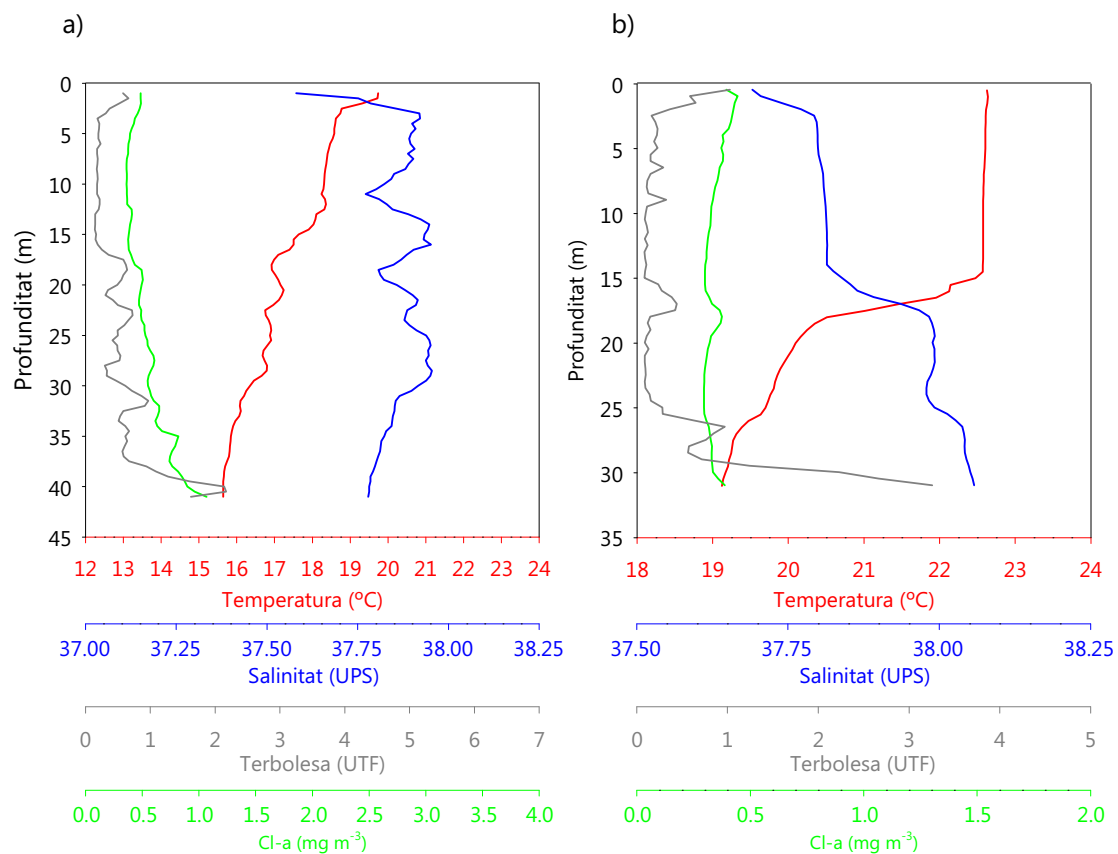 a)
0
5
10
15
20
25
30
35
40
45
Profunditat (m)
12 13 14 15 16 17 18 19 20 21 22 23 24
Temperatura (ºC)
37.00 37.25 37.50 37.75 38.00 38.25
Salinitat (UPS)
0 1 2 3 4 5 6 7
Terbolesa (UTF)
0.0 0.5 1.0 1.5 2.0 2.5 3.0 3.5 4.0
Cl-a (mg m⁻³)
b)
0
5
10
15
20
25
30
35
Profunditat (m)
18 19 20 21 22 23 24
Temperatura (ºC)
37.50 37.75 38.00 38.25
Salinitat (UPS)
0 1 2 3 4 5
Terbolesa (UTF)
0.0 0.5 1.0 1.5 2.0
Cl-a (mg m⁻³)